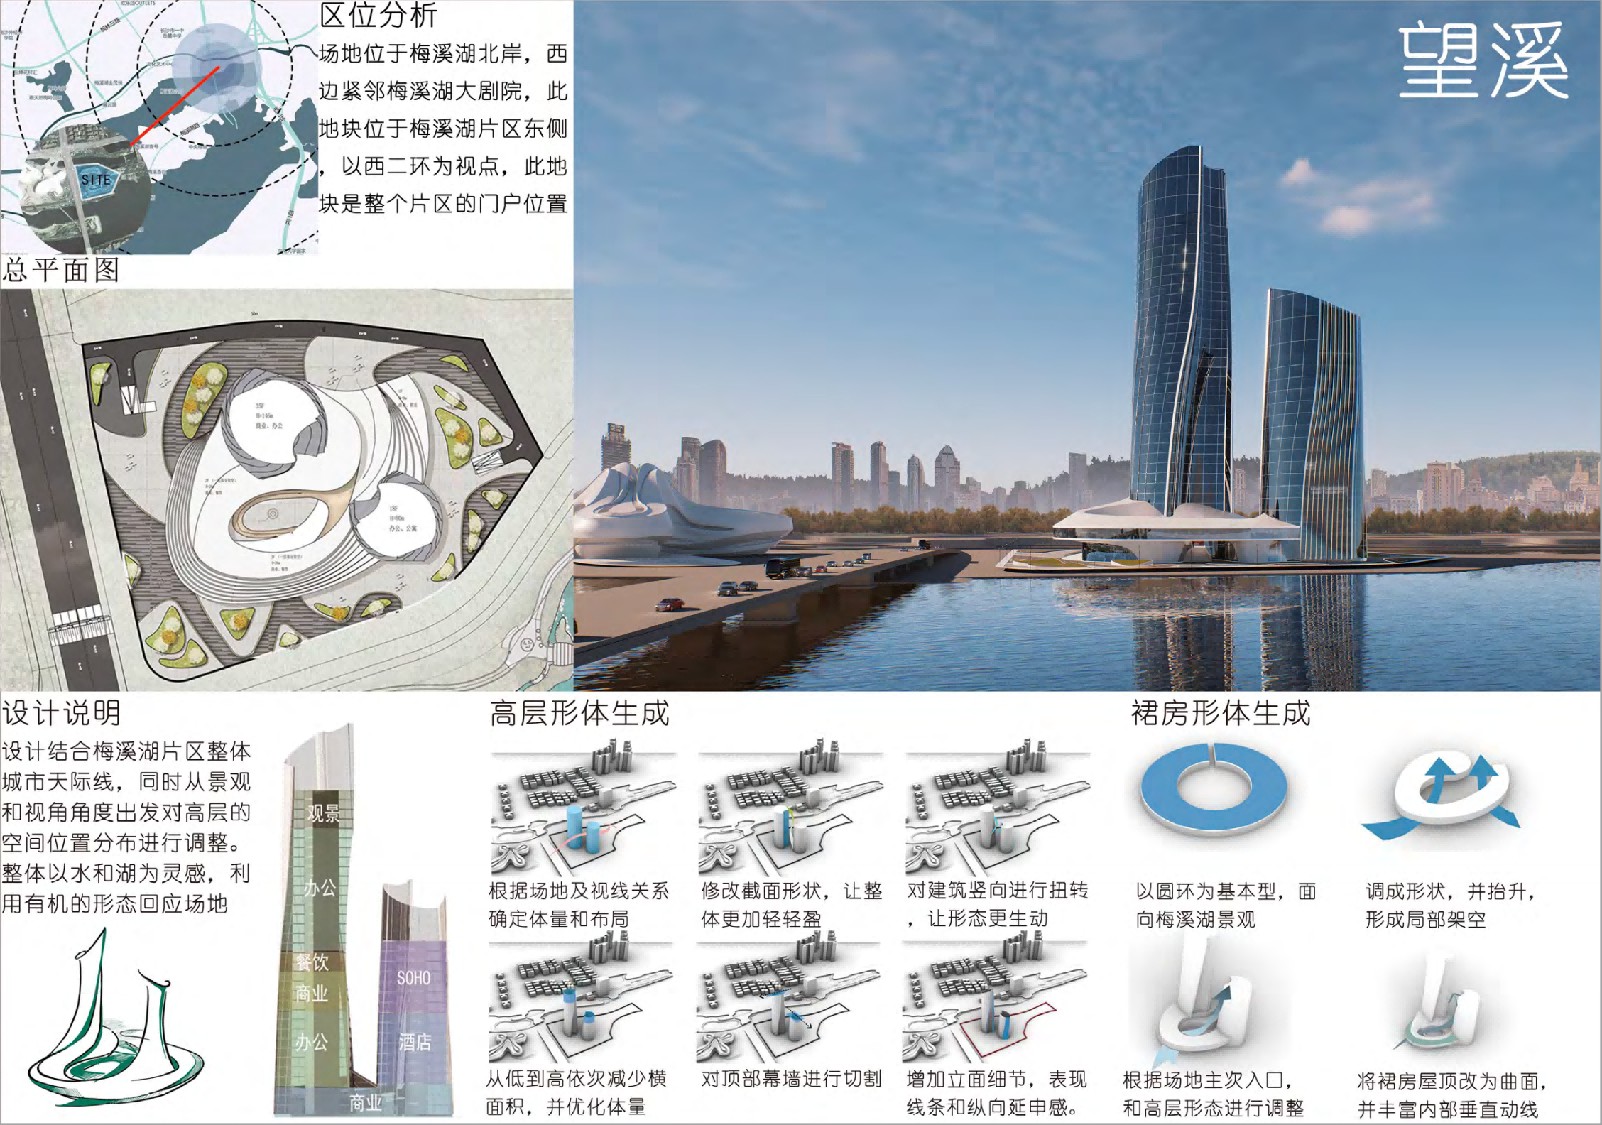 区位分析
场地位于梅溪湖北岸，西
边紧邻梅溪湖大剧院，此
地块位于梅溪湖片区东侧
，以西二环为视点，此地
块是整个片区的门户位置
SITE
望溪
总平面图
设计说明
设计结合梅溪湖片区整体
城市天际线，同时从景观
和视角角度出发对高层的
空间位置分布进行调整。
整体以水和湖为灵感，利
用有机的形态回应场地
观景
办公
餐饮
商业
办公
SOHO
酒店
商业
高层形体生成
根据场地及视线关系
确定体量和布局
修改截面形状，让整
体更加轻轻盈
对建筑竖向进行扭转
，让形态更生动
从低到高依次减少横
面积，并优化体量
对顶部幕墙进行切割
增加立面细节，表现
线条和纵向延申感。
裙房形体生成
以圆环为基本型，面
向梅溪湖景观
调成形状，并抬升，
形成局部架空
根据场地主次入口，
和高层形态进行调整
将裙房屋顶改为曲面，
并丰富内部垂直动线